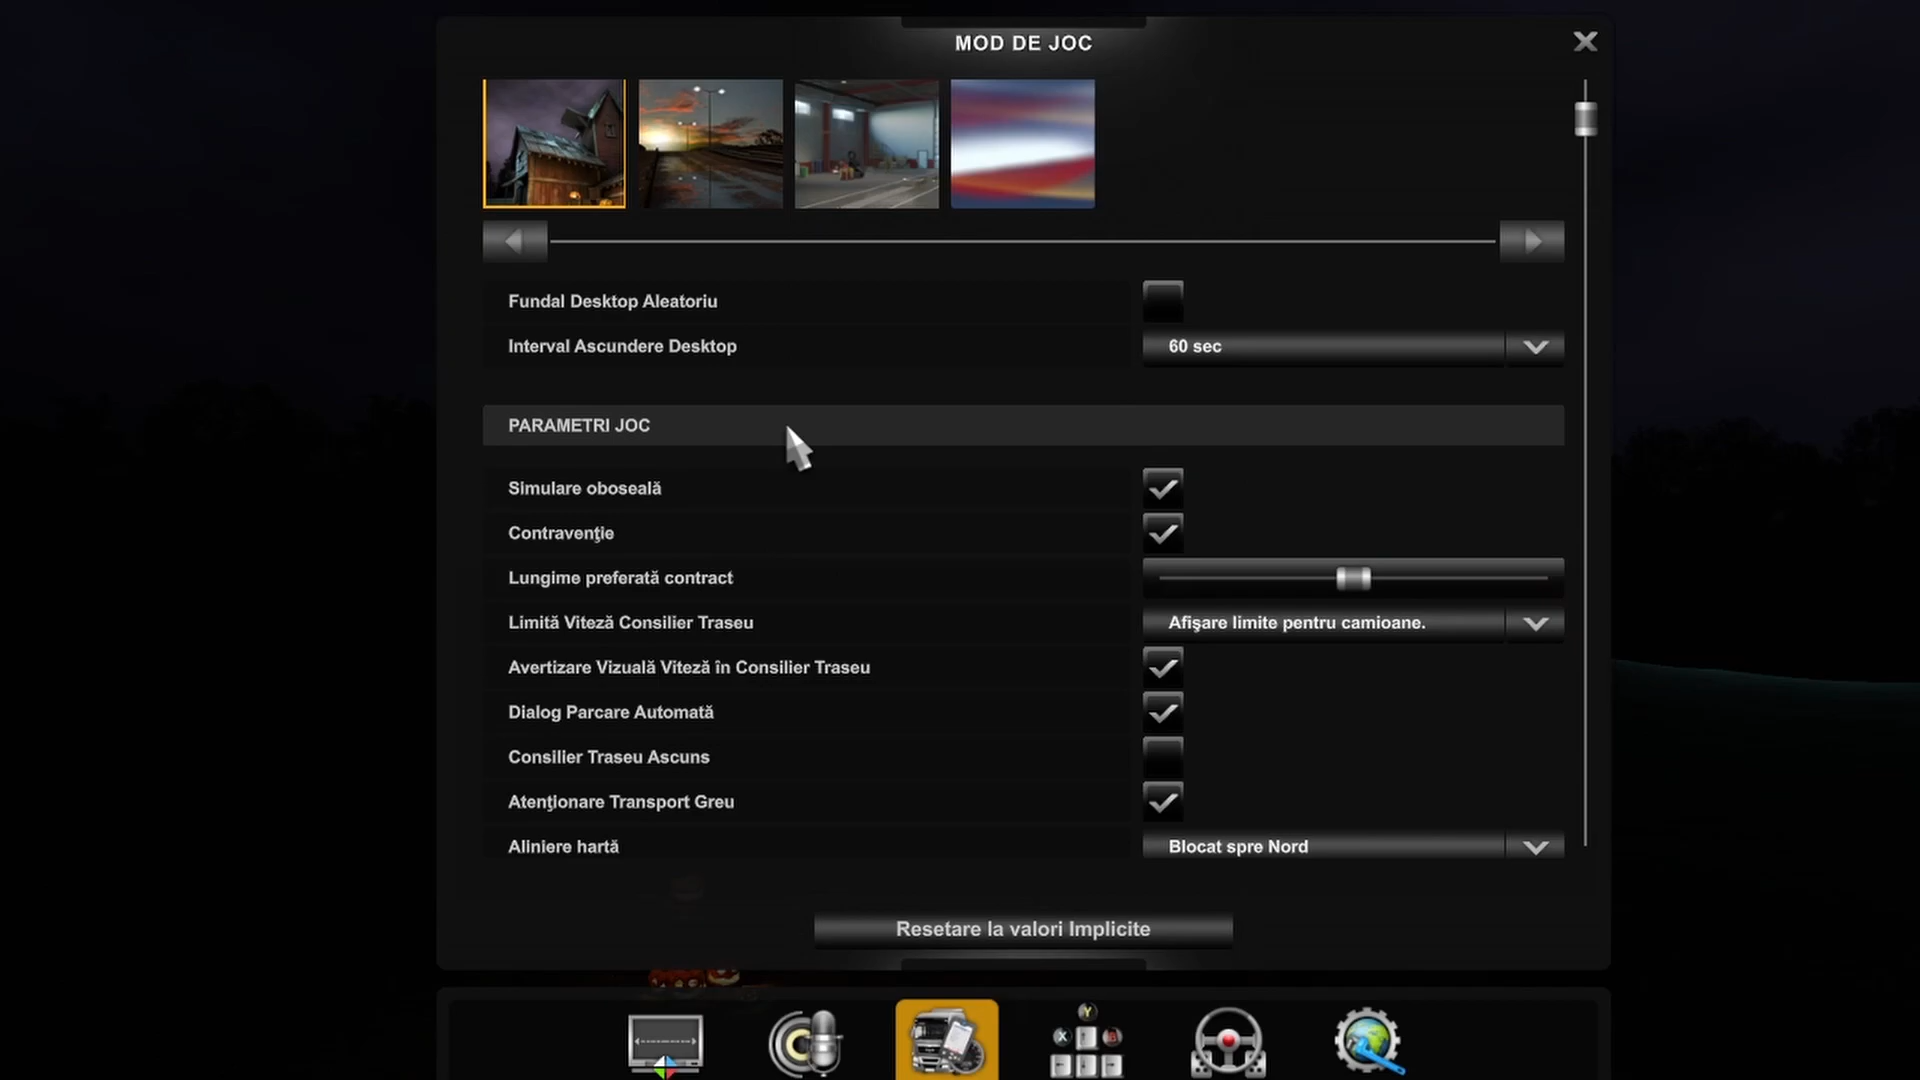 MOD DE JOC
Fundal Desktop Aleatoriu
Interval Ascundere Desktop
60 sec
PARAMETRI JOC
Simulare oboseală
Contravenţie
Lungime preferată contract
Limită Viteză Consilier Traseu
Afişare limite pentru camioane.
Avertizare Vizuală Viteză în Consilier Traseu
Dialog Parcare Automată
Consilier Traseu Ascuns
Atenţionare Transport Greu
Aliniere hartă
Blocat spre Nord
Resetare la valori Implicite
Y
X
B